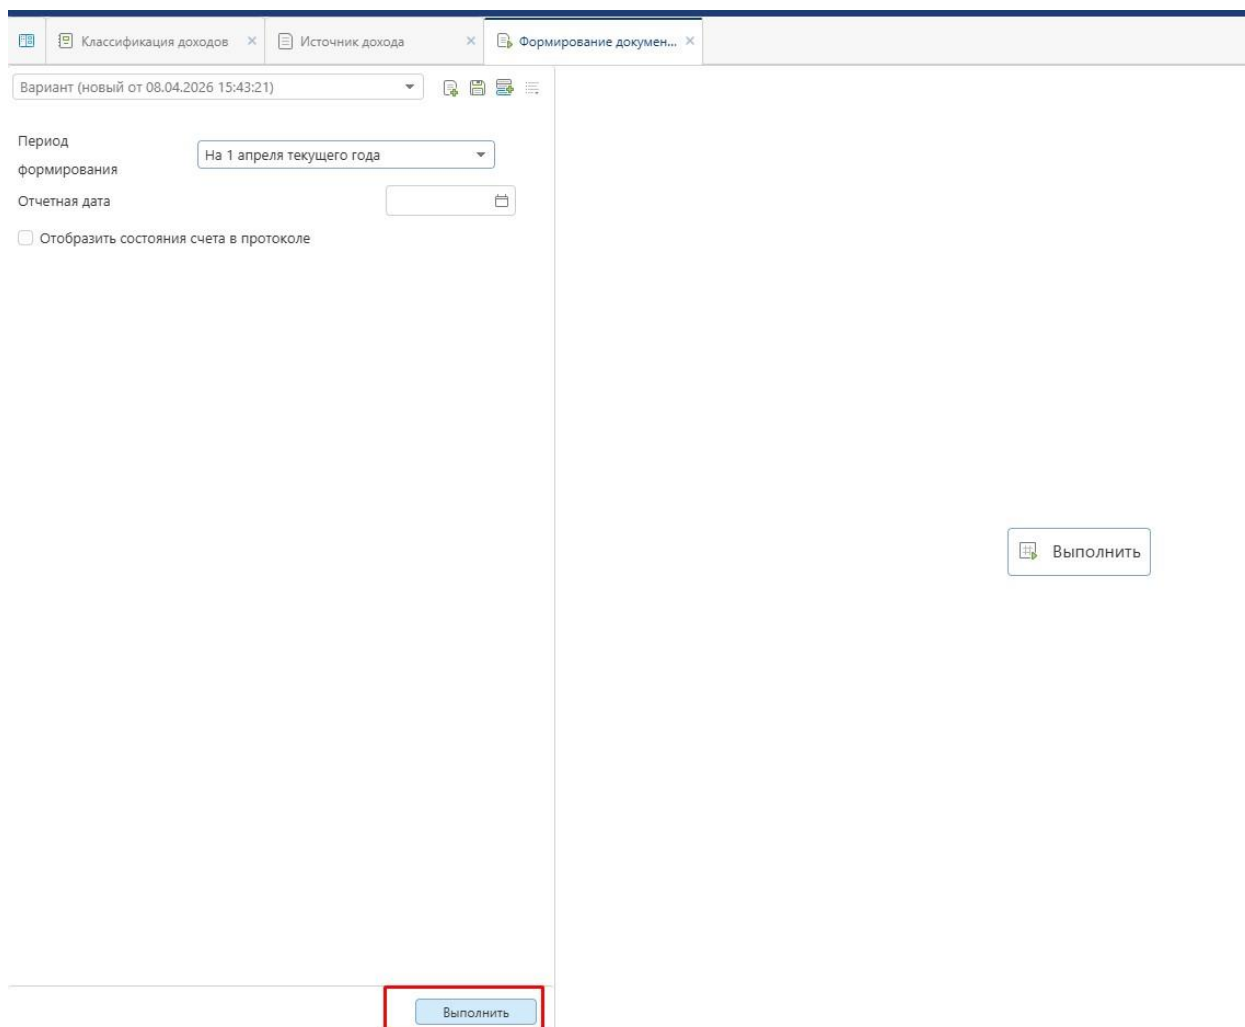 Классификация доходов
Источник дохода
Формирование докумен...
Вариант (новый от 08.04.2026 15:43:21)
Период
формирования
На 1 апреля текущего года
Отчетная дата
Отобразить состояния счета в протоколе
Выполнить
Выполнить